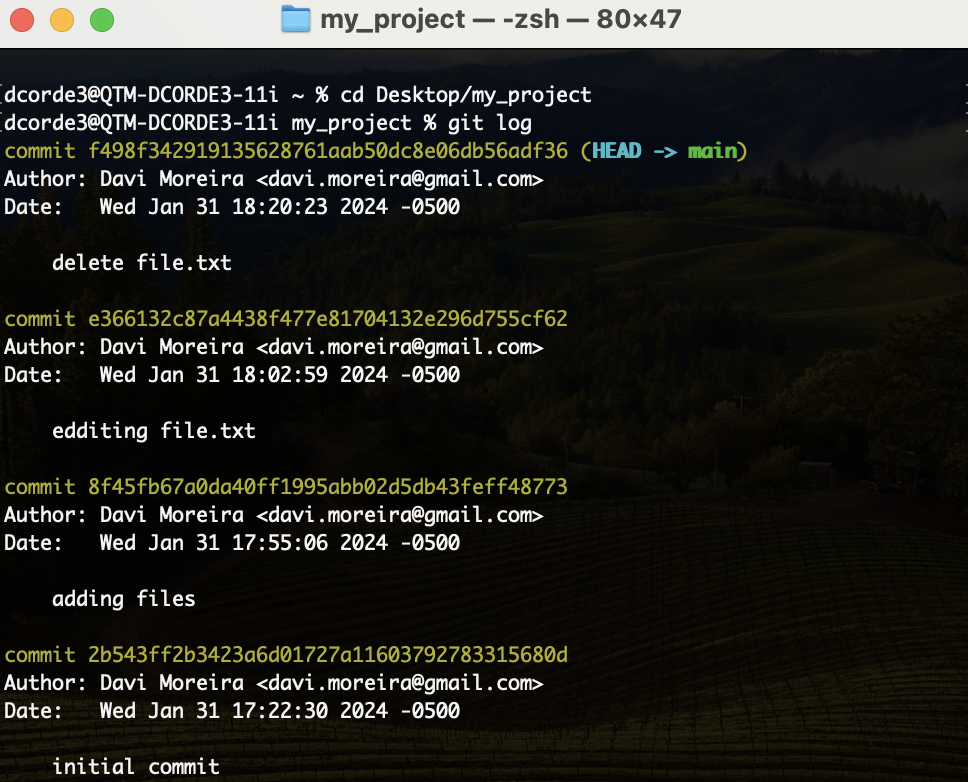 my_project — -zsh — 80×47
dcorde3@QTM-DCORDE3-11i ~ % cd Desktop/my_project
dcorde3@QTM-DCORDE3-11i my_project % git log
commit f498f342919135628761aab50dc8e06db56adf36 (HEAD -> main)
Author: Davi Moreira <davi.moreira@gmail.com>
Date:   Wed Jan 31 18:20:23 2024 -0500
delete file.txt
commit e366132c87a4438f477e81704132e296d755cf62
Author: Davi Moreira <davi.moreira@gmail.com>
Date:   Wed Jan 31 18:02:59 2024 -0500
edditing file.txt
commit 8f45fb67a0da40ff1995abb02d5db43feff48773
Author: Davi Moreira <davi.moreira@gmail.com>
Date:   Wed Jan 31 17:55:06 2024 -0500
adding files
commit 2b543ff2b3423a6d01727a11603792783315680d
Author: Davi Moreira <davi.moreira@gmail.com>
Date:   Wed Jan 31 17:22:30 2024 -0500
initial commit